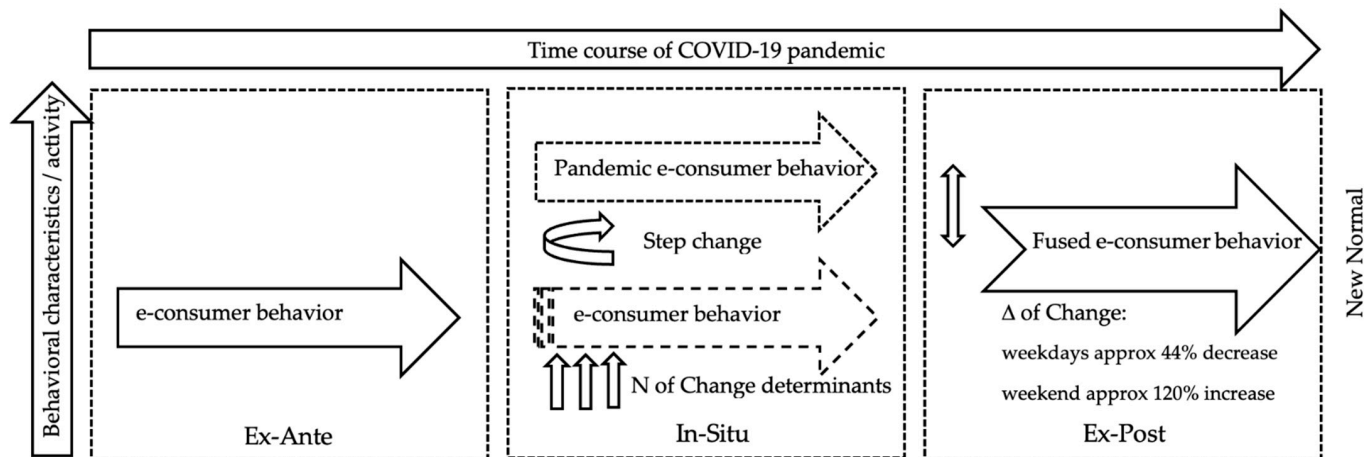 Time course of COVID-19 pandemic
Behavioral characteristics / activity
e-consumer behavior
Ex-Ante
Pandemic e-consumer behavior
Step change
e-consumer behavior
N of Change determinants
In-Situ
Fused e-consumer behavior
Δ of Change:
weekdays approx 44% decrease
weekend approx 120% increase
Ex-Post
New Normal